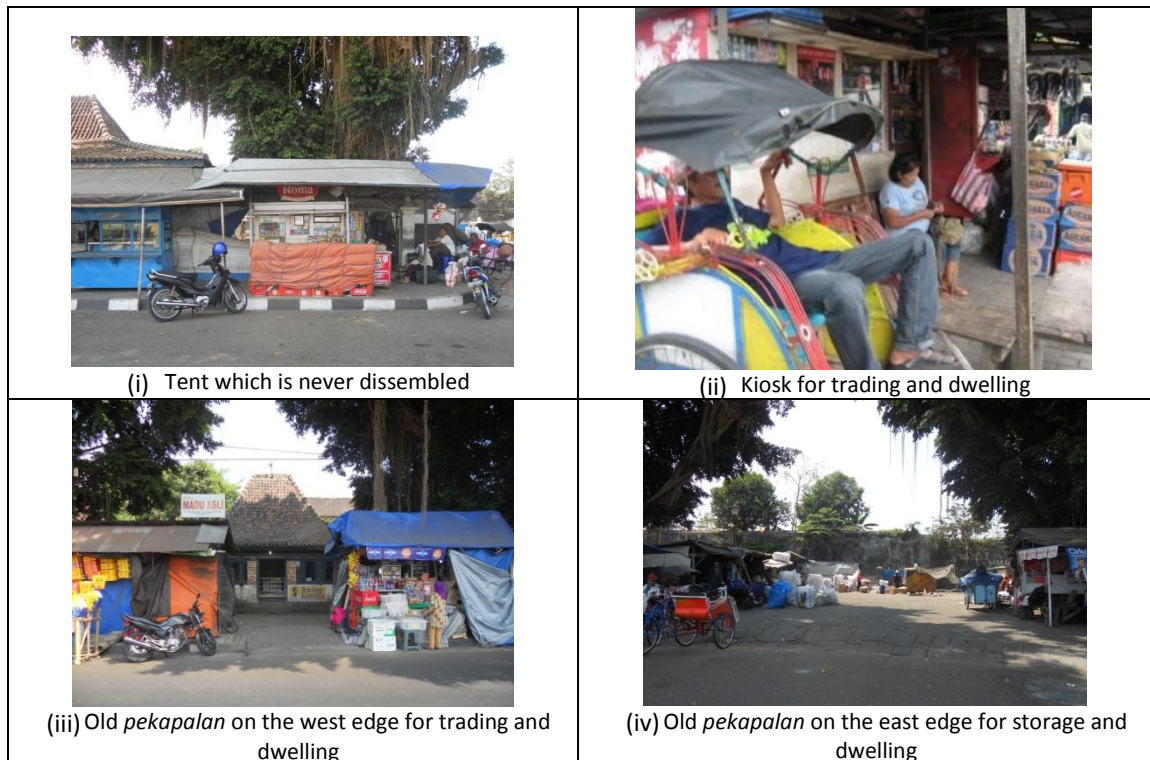 Roma
(i) Tent which is never dissembled
(ii) Kiosk for trading and dwelling
MADU ASLI
(iii) Old pekapalan on the west edge for trading and
dwelling
(iv) Old pekapalan on the east edge for storage and
dwelling